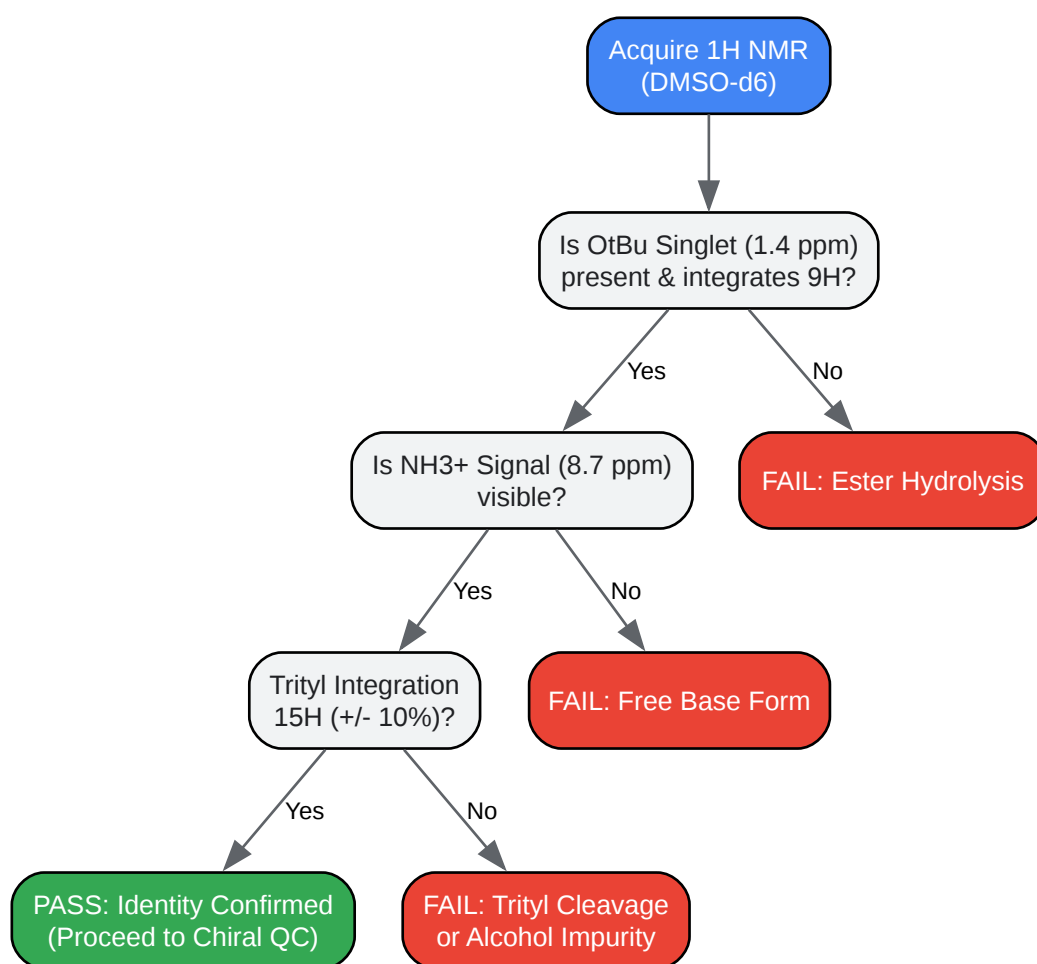 Acquire 1H NMR
(DMSO-d6)
Is OtBu Singlet (1.4 ppm)
present & integrates 9H?
Yes
No
Is NH3+ Signal (8.7 ppm)
visible?
FAIL: Ester Hydrolysis
Yes
No
Trityl Integration
15H (+/- 10%)?
FAIL: Free Base Form
Yes
No
PASS: Identity Confirmed
(Proceed to Chiral QC)
FAIL: Trityl Cleavage
or Alcohol Impurity